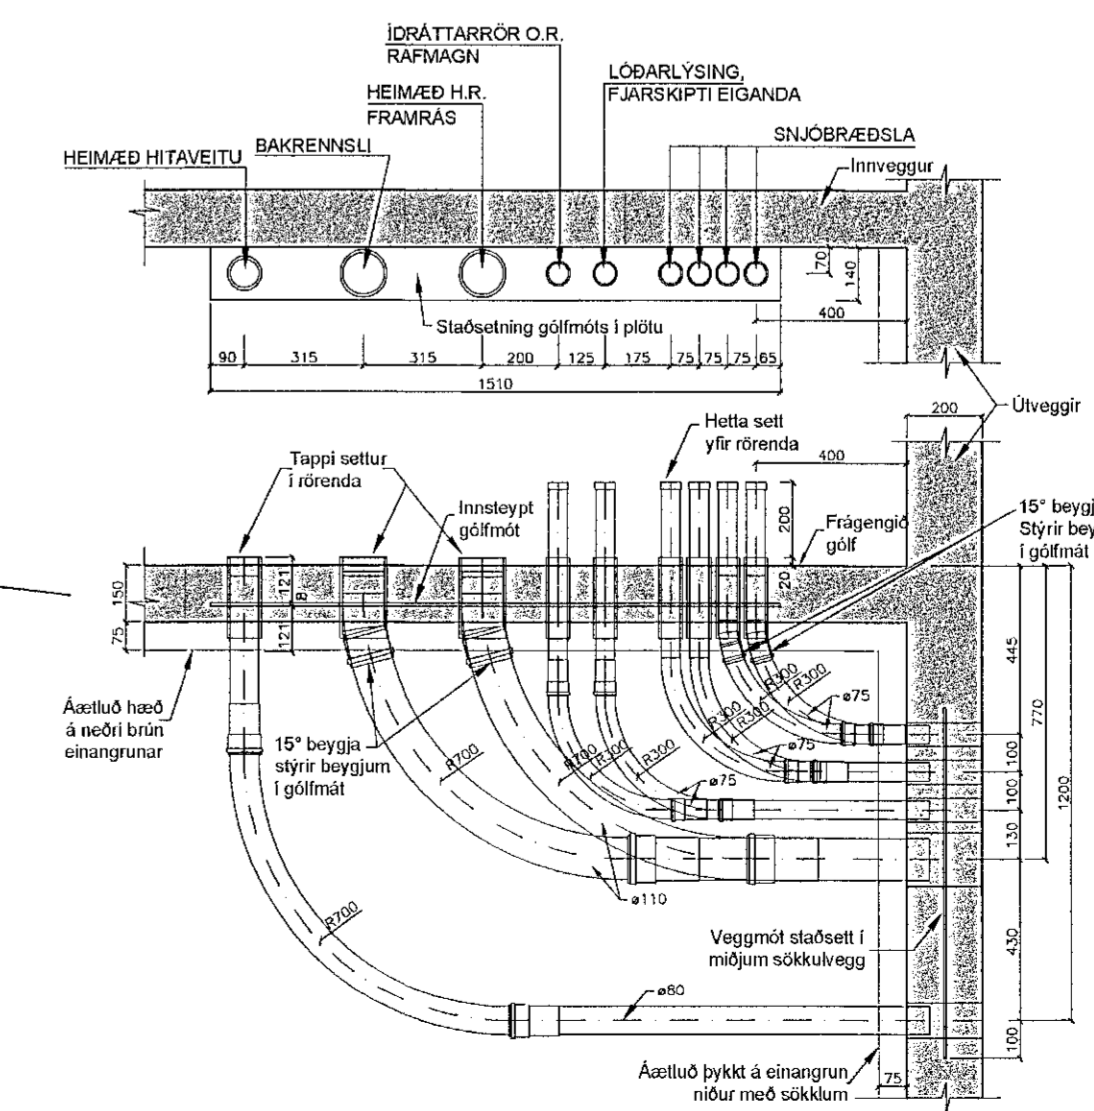 ÍDRÁTTARRÖR O.R.
RAFMAGN
LÓÐARLÝSING,
FJARSKIPTI EIGANDA
HEIMÆÐ H.R.
FRAMRÁS
SNJÓBRÆÐSLA
HEIMÆÐ HITAVEITU
BAKRENNSLI
Innveggur
70
140
400
Staðsetning gólfmóts í plötu
90 315 315 200 125 175 75 75 75 65
1510
200
Útveggir
Hetta sett
yfir rörenda
400
Tappi settur
í rörenda
Innsteypt
gólfmót
200
Frágengið
gólf
15° beygj
Stýrir bey
í gólfmát
150
75
121
8
121
20
445
770
1200
Áætluð hæð
á neðri brún
einangrunar
15° beygja
stýrir beygjum
í gólfmát
R700
R700
R300
R300
R300
R300
R300
R300
ø75
ø75
ø75
100
100
130
ø110
R700
Veggmót staðsett í
miðjum sökkulvegg
430
ø80
100
Áætluð þykkt á einangrun
niður með sökklum
75